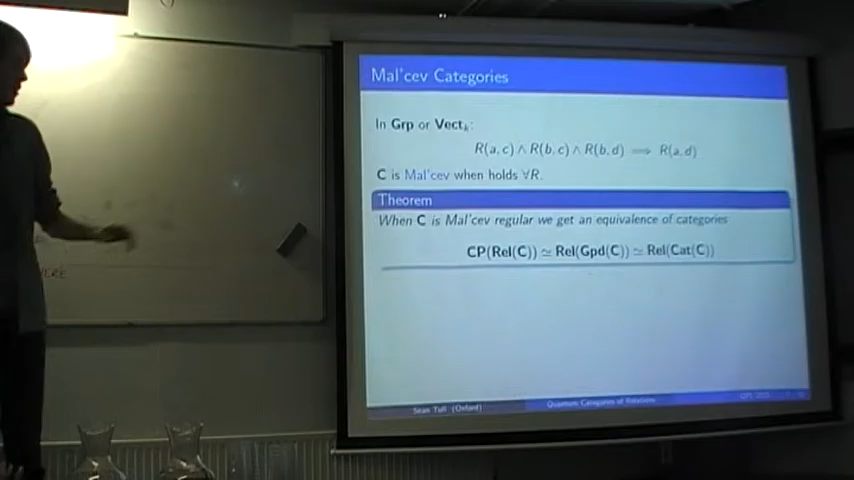 Mal'cev Categories
In Grp or Vectₖ:
R(a, c) ∧ R(b, c) ∧ R(b, d) ⟹ R(a, d)
C is Mal'cev when holds ∀R.
Theorem
When C is Mal'cev regular we get an equivalence of categories
CP(Rel(C)) ≃ Rel(Gpd(C)) ≃ Rel(Cat(C))
Sean Tull (Oxford) Quantum Categories of Relations